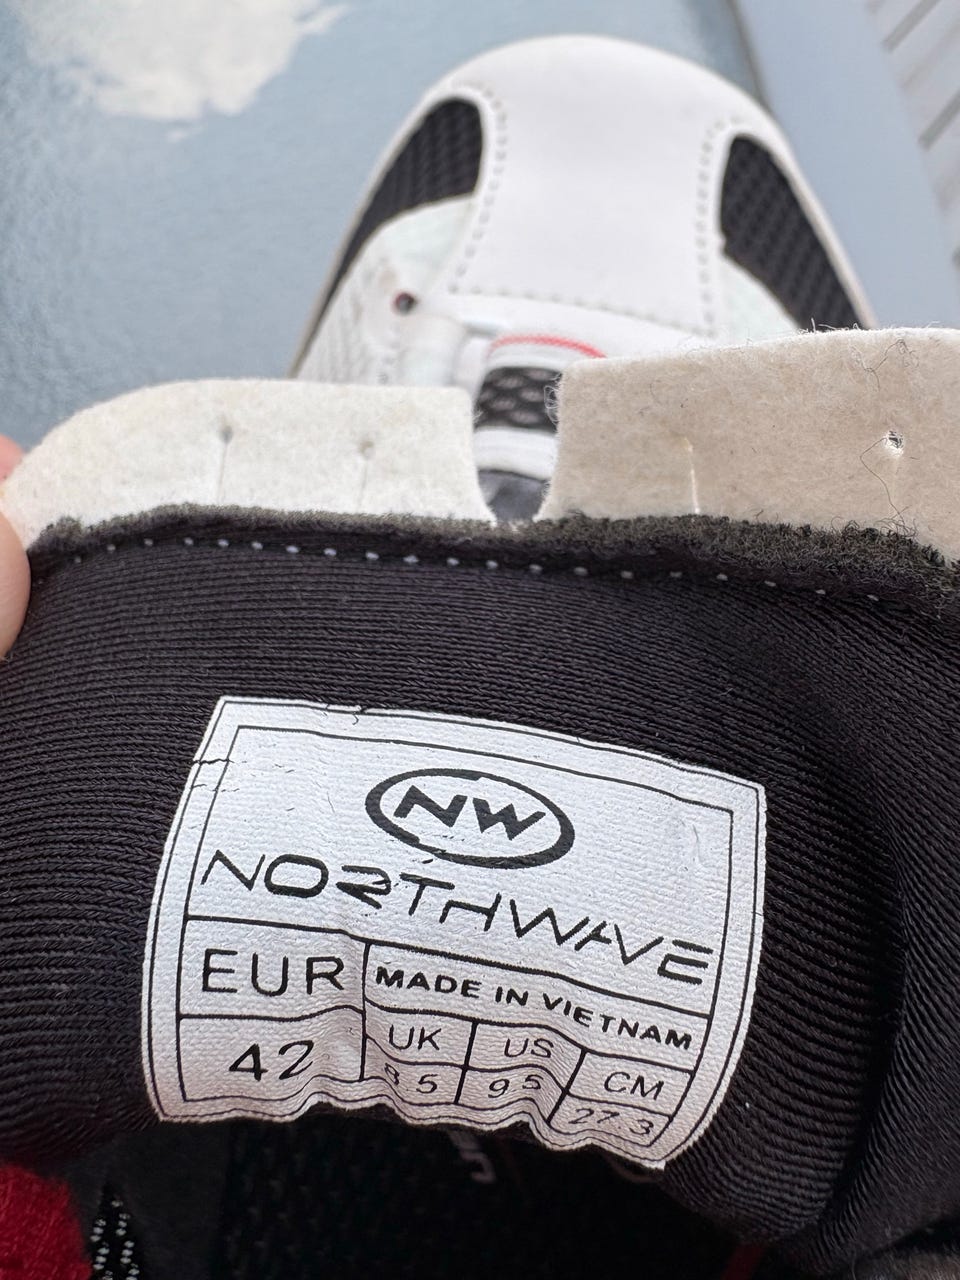 NW
NORTHWAVE
EUR
MADE IN VIETNAM
UK US CM
42 8 5 9 5 27 3